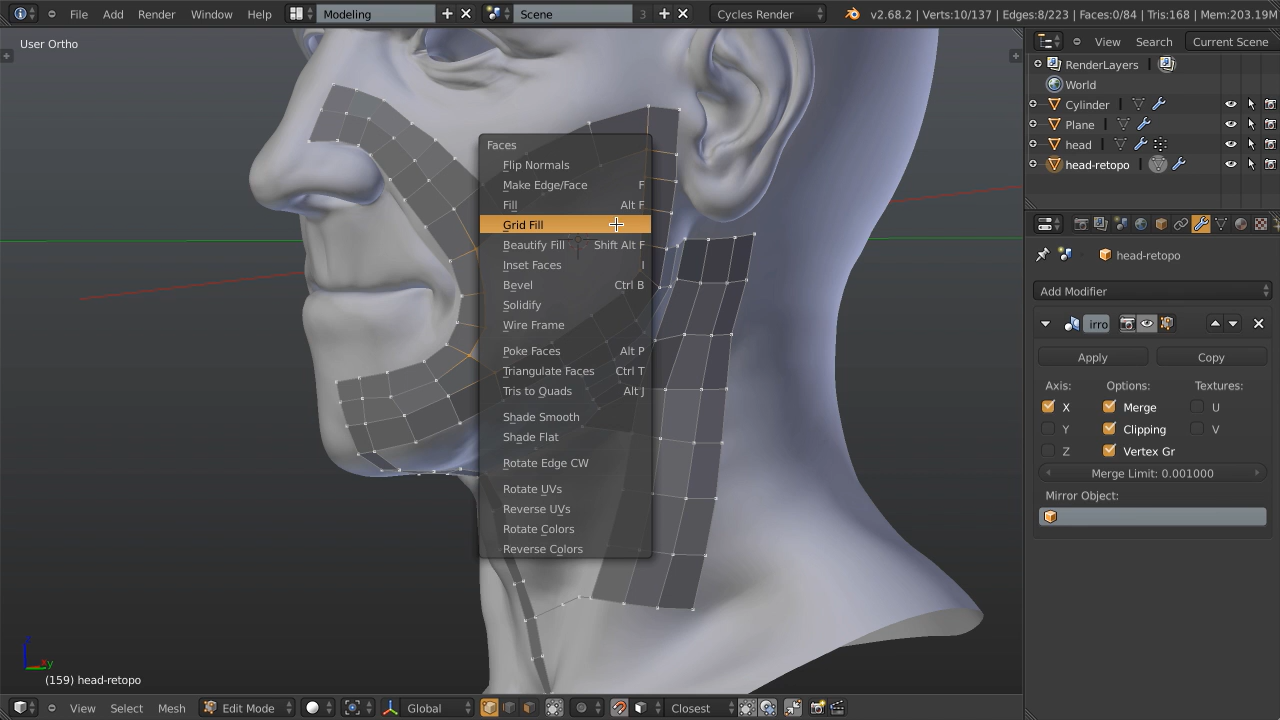 File Add Render Window Help Modeling Scene 3 Cycles Render v2.68.2 | Verts:10/137 | Edges:8/223 | Faces:0/84 | Tris:168 | Mem:203.19M
User Ortho
View Search Current Scene
RenderLayers
World
Cylinder
Plane
head
head-retopo
Faces
Flip Normals
Make Edge/Face F
Fill Alt F
Grid Fill
Beautify Fill Shift Alt F
Inset Faces I
Bevel Ctrl B
Solidify
Wire Frame
Poke Faces Alt P
Triangulate Faces Ctrl T
Tris to Quads Alt J
Shade Smooth
Shade Flat
Rotate Edge CW
Rotate UVs
Reverse UVs
Rotate Colors
Reverse Colors
head-retopo
Add Modifier
irro
Apply Copy
Axis: Options: Textures:
X Merge U
Y Clipping V
Z Vertex Gr
Merge Limit: 0.001000
Mirror Object:
xy
(159) head-retopo
View Select Mesh Edit Mode Global Closest